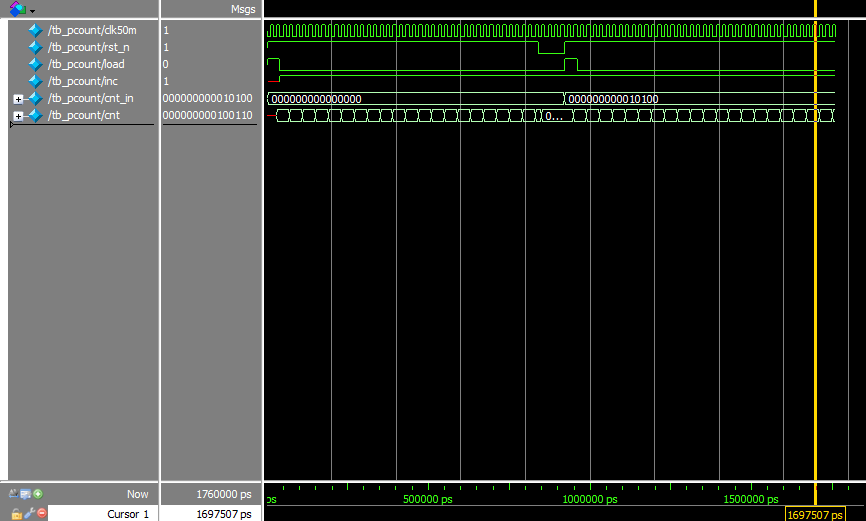 Msgs
/tb_pcount/clk50m 1
/tb_pcount/rst_n 1
/tb_pcount/load 0
/tb_pcount/inc 1
/tb_pcount/cnt_in 000000000010100 000000000000000 000000000010100
/tb_pcount/cnt 000000000100110 0...
Now 1760000 ps ps 500000 ps 1000000 ps 1500000 ps
Cursor 1 1697507 ps 1697507 ps